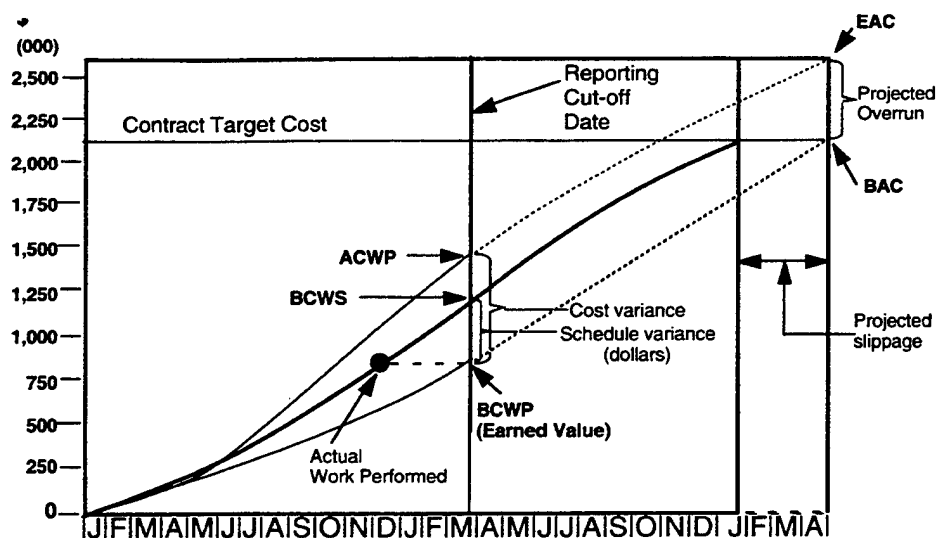 (000)
EAC
2,500
Reporting
Cut-off
Date
Projected
Overrun
2,250
Contract Target Cost
2,000
BAC
1,750
1,500
ACWP
1,250
BCWS
Cost variance
Schedule variance
(dollars)
Projected
slippage
1,000
750
BCWP
(Earned Value)
500
Actual
Work Performed
250
0
J|F|M|A|M|J|J|A|S|O|N|D|J|F|M|A|M|J|J|A|S|O|N|D|J|F|M|A|